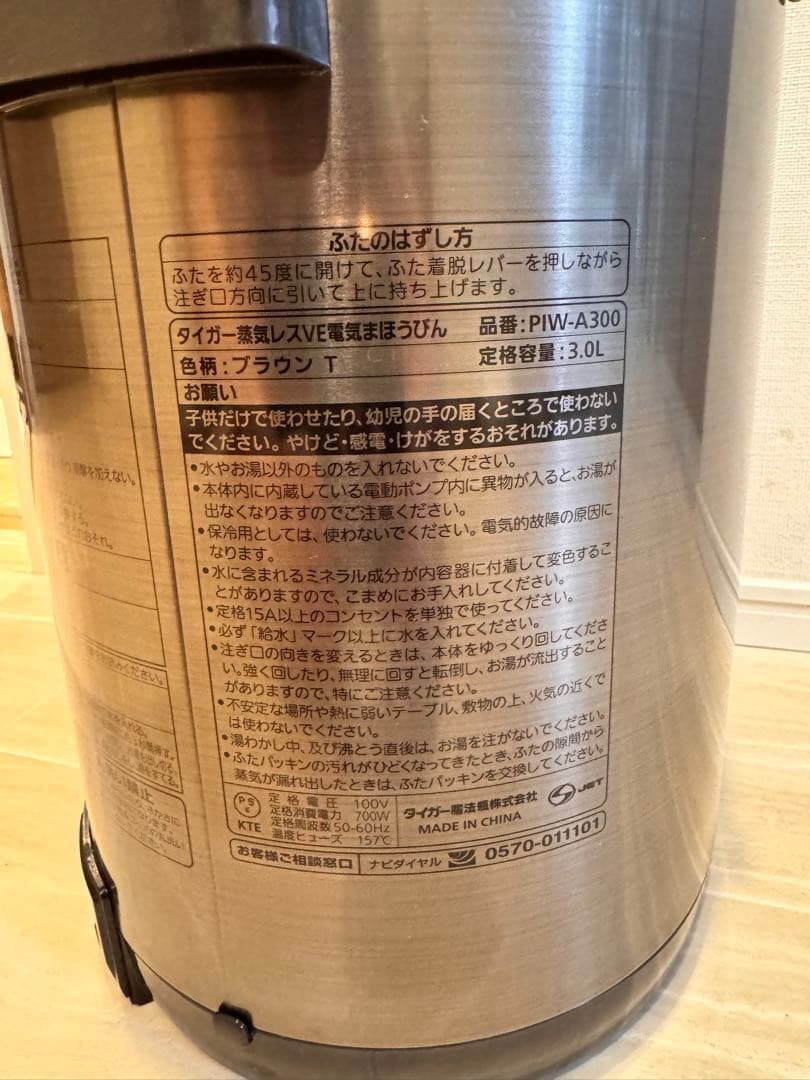 ふたのはずし方
ふたを約45度に開けて、ふた着脱レバーを押しながら
注ぎ口方向に引いて上に持ち上げます。
タイガー蒸気レスVE電気まほうびん 品番:PIW-A300
色柄:ブラウン T 定格容量:3.0L
お願い
子供だけで使わせたり、幼児の手の届くところで使わない
でください。やけど・感電・けがをするおそれがあります。
•水やお湯以外のものを入れないでください。
•本体内に内蔵している電動ポンプ内に異物が入ると、お湯が
出なくなりますのでご注意ください。
•保冷用としては、使わないでください。電気的故障の原因に
なります。
•水に含まれるミネラル成分が内容器に付着して変色するこ
とがありますので、こまめにお手入れしてください。
•定格15A以上のコンセントを単独で使ってください。
•必ず「給水」マーク以上に水を入れてください。
•注ぎ口の向きを変えるときは、本体をゆっくり回してくださ
い。強く回したり、無理に回すと転倒し、お湯が流出すること
がありますので、特にご注意ください。
•不安定な場所や熱に弱いテーブル、敷物の上、火気の近くで
は使わないでください。
•湯わかし中、及び沸とう直後は、お湯を注がないでください。
•ふたパッキンの汚れがひどくなってきたとき、ふたの隙間から
蒸気が漏れ出したときは、ふたパッキンを交換してください。
PS E
KTE
定格電圧 100V
定格消費電力 700W
定格周波数 50-60Hz
温度ヒューズ 157℃
タイガー魔法瓶株式会社
MADE IN CHINA
JET
お客様ご相談窓口 ナビダイヤル 0570-011101
を加えない。
のおそれ。
ください。